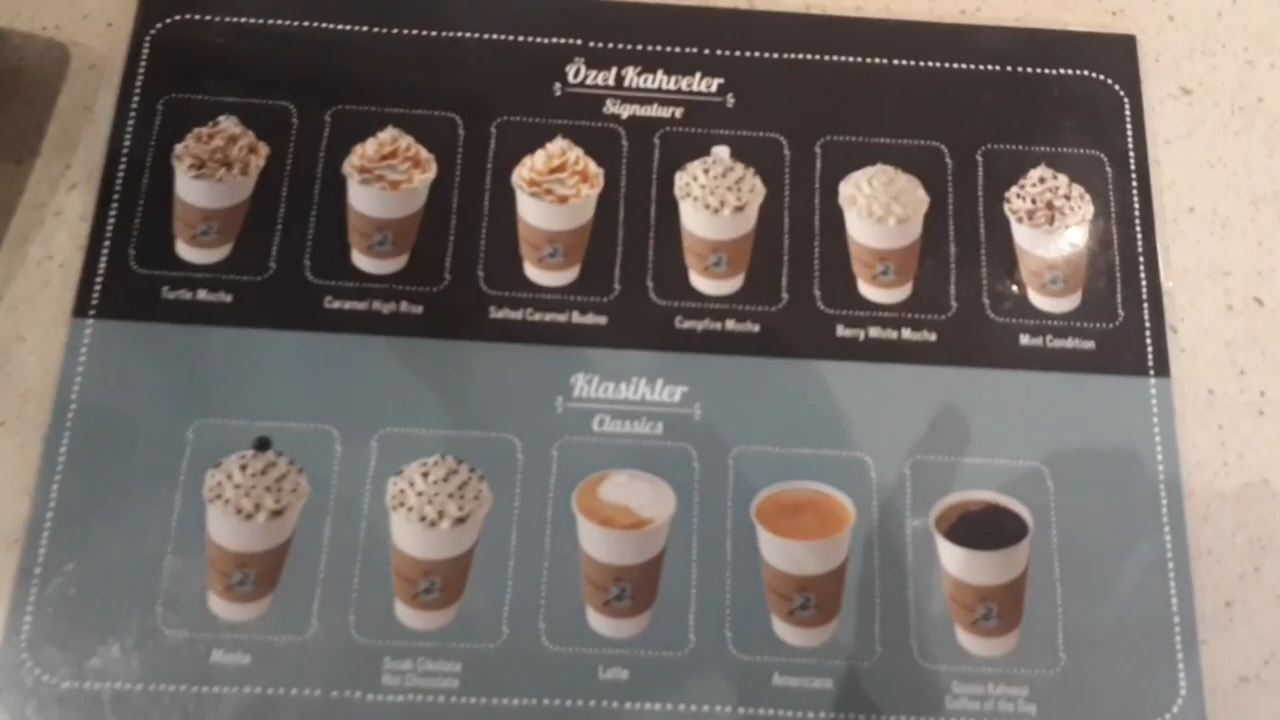 Özel Kahveler
Signature
Turtle Mocha
Caramel High Rise
Salted Caramel Budino
Campfire Mocha
Berry White Mocha
Mint Condition
Klasikler
Classics
Mocha
Sıcak Çikolata
Hot Chocolate
Latte
Americano
Günün Kahvesi
Coffee of the Day